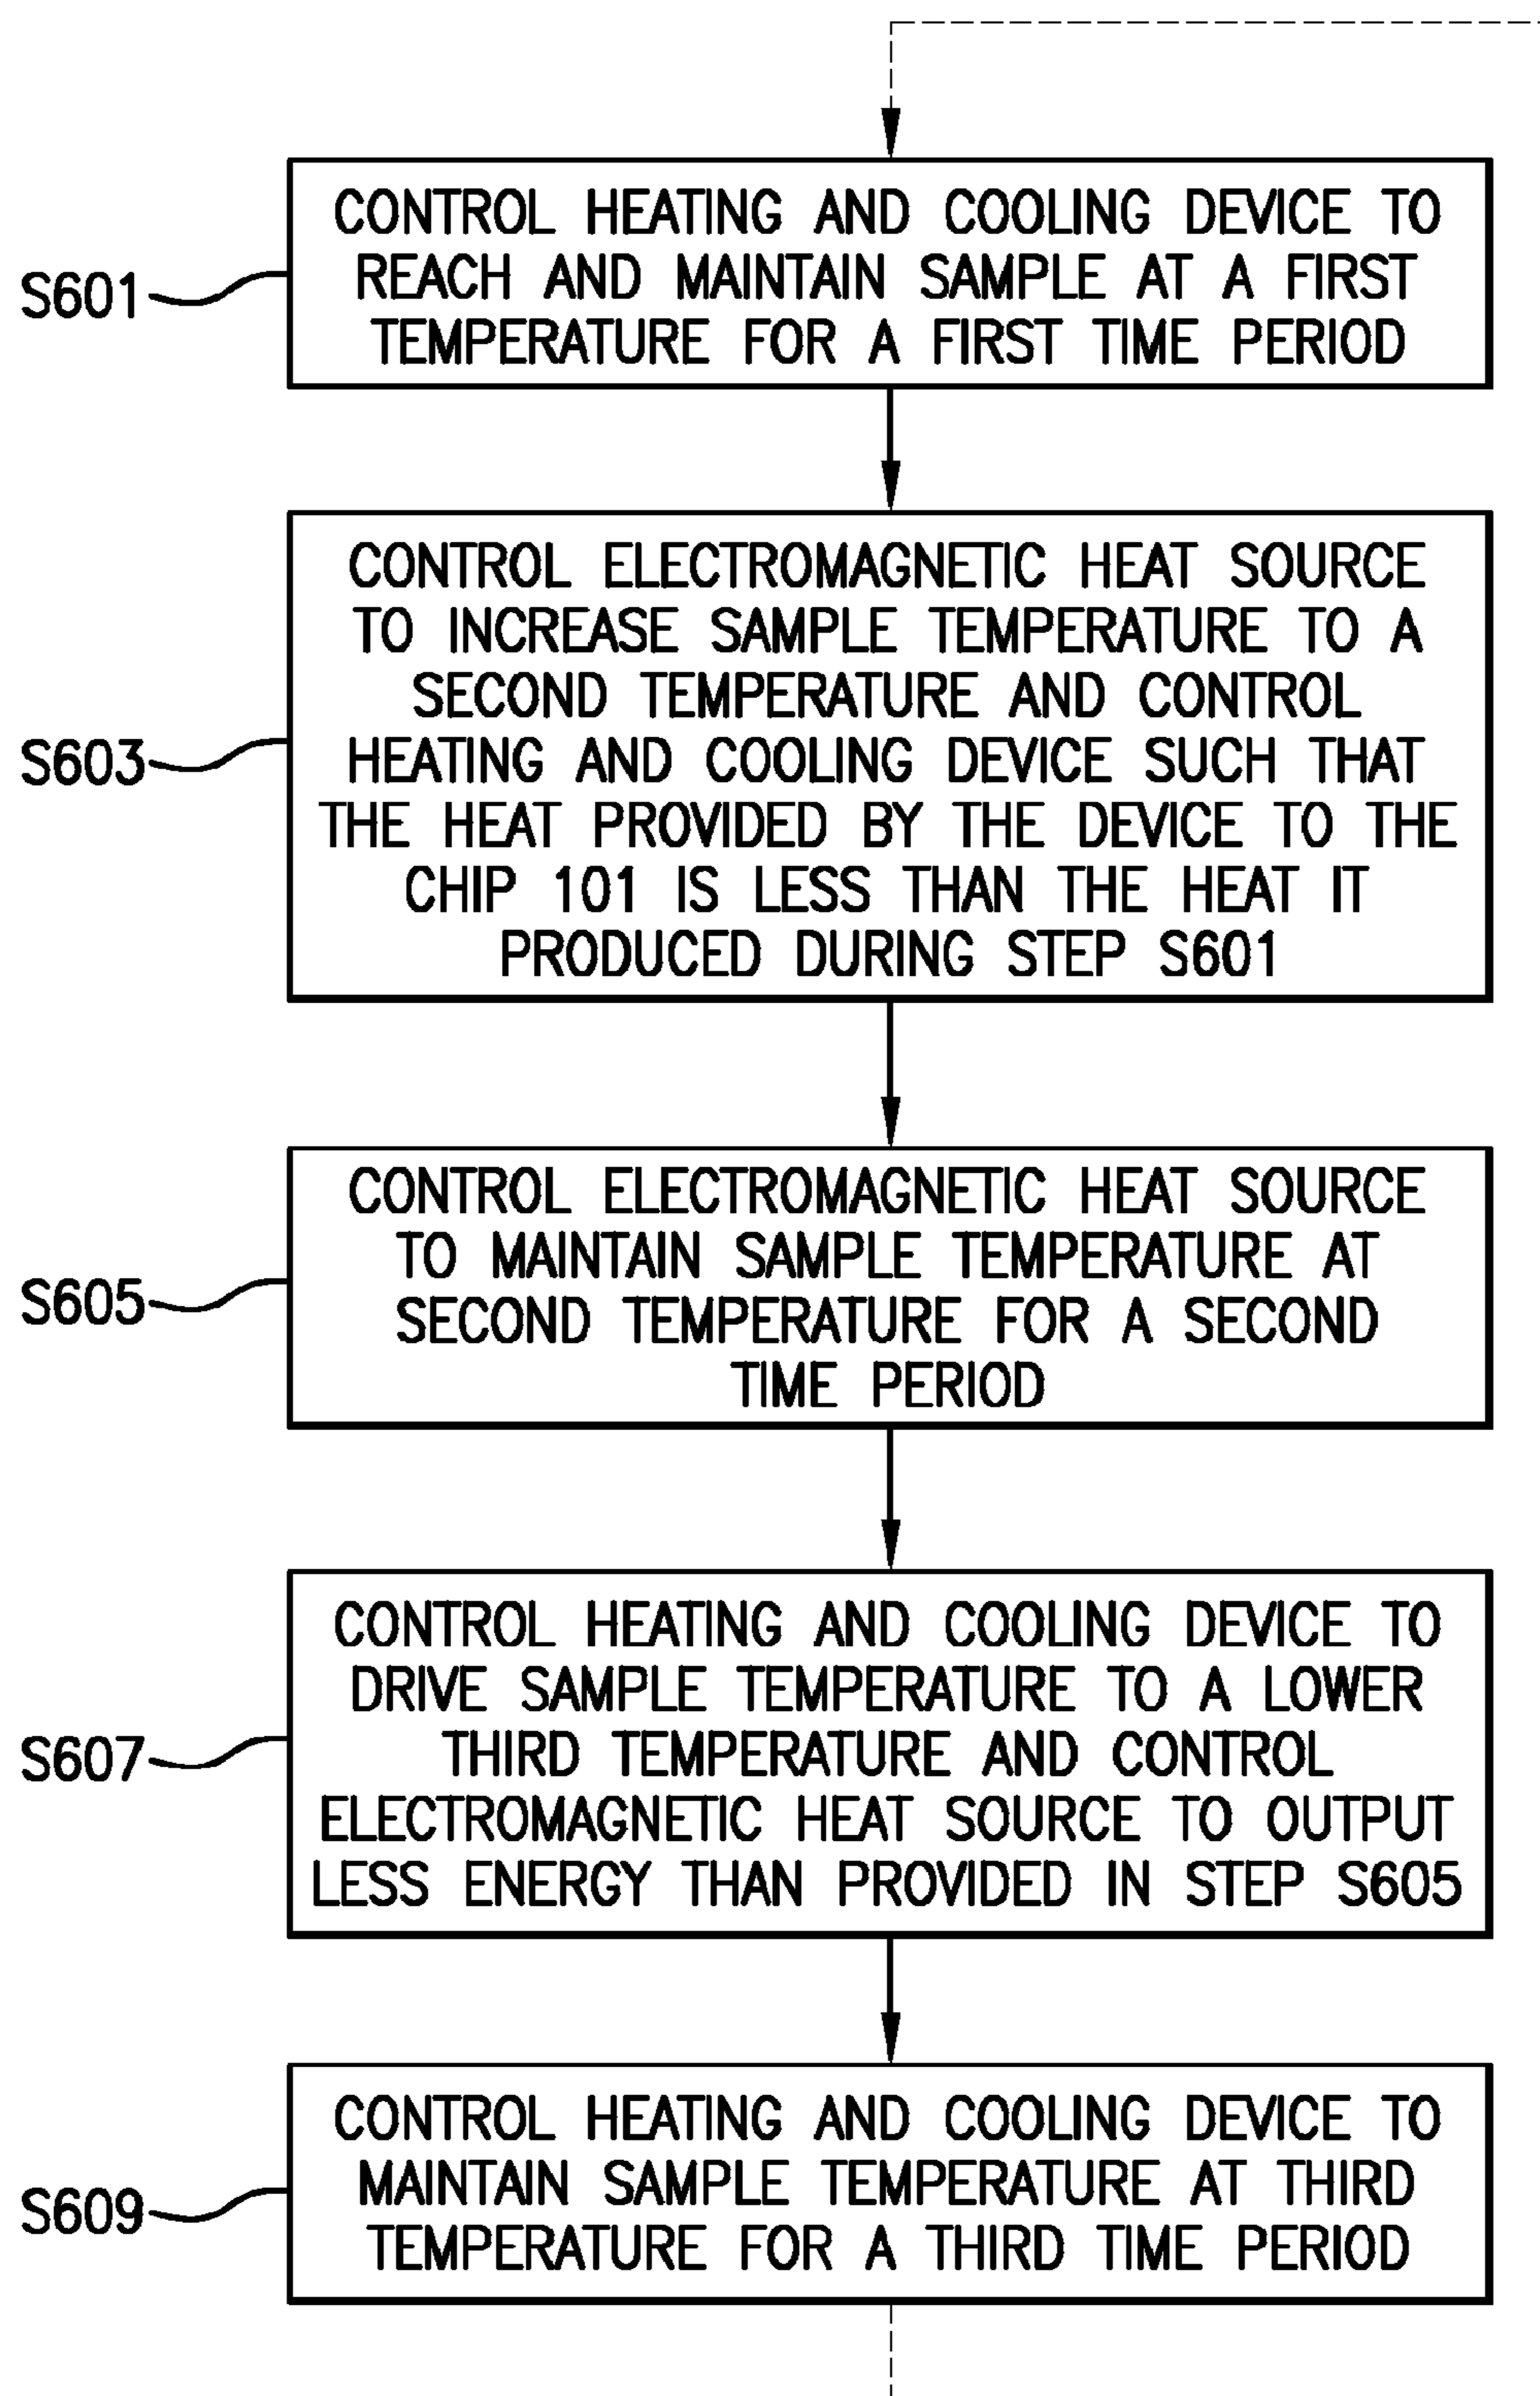 CONTROL HEATING AND COOLING DEVICE TO
REACH AND MAINTAIN SAMPLE AT A FIRST
TEMPERATURE FOR A FIRST TIME PERIOD
S601
CONTROL ELECTROMAGNETIC HEAT SOURCE
TO INCREASE SAMPLE TEMPERATURE TO A
SECOND TEMPERATURE AND CONTROL
HEATING AND COOLING DEVICE SUCH THAT
THE HEAT PROVIDED BY THE DEVICE TO THE
CHIP 101 IS LESS THAN THE HEAT IT
PRODUCED DURING STEP S601
S603
CONTROL ELECTROMAGNETIC HEAT SOURCE
TO MAINTAIN SAMPLE TEMPERATURE AT
SECOND TEMPERATURE FOR A SECOND
TIME PERIOD
S605
CONTROL HEATING AND COOLING DEVICE TO
DRIVE SAMPLE TEMPERATURE TO A LOWER
THIRD TEMPERATURE AND CONTROL
ELECTROMAGNETIC HEAT SOURCE TO OUTPUT
LESS ENERGY THAN PROVIDED IN STEP S605
S607
CONTROL HEATING AND COOLING DEVICE TO
MAINTAIN SAMPLE TEMPERATURE AT THIRD
TEMPERATURE FOR A THIRD TIME PERIOD
S609